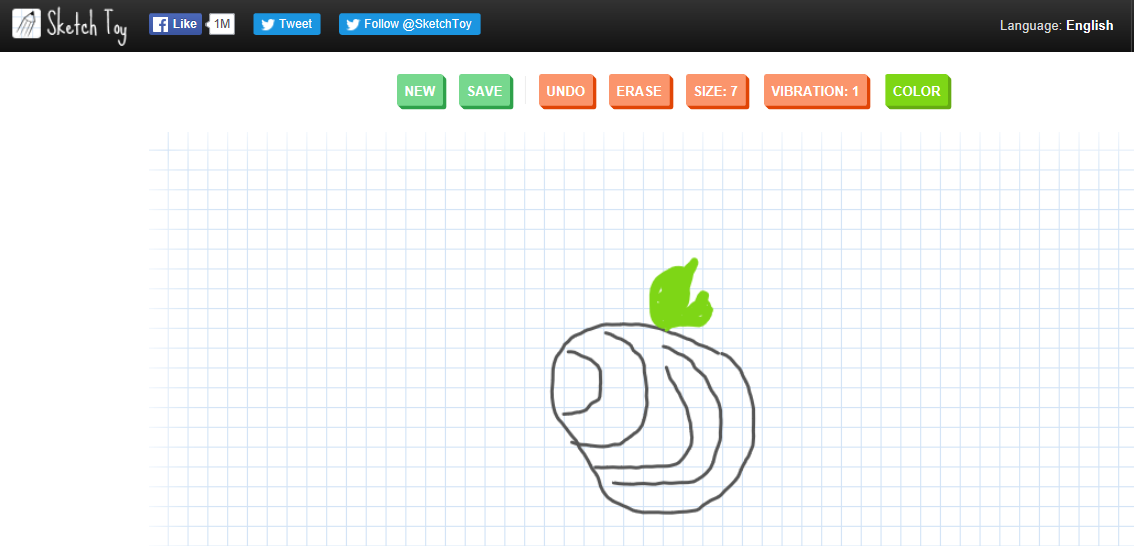 Sketch Toy
Like 1M
Tweet
Follow @SketchToy
Language: English
NEW
SAVE
UNDO
ERASE
SIZE: 7
VIBRATION: 1
COLOR